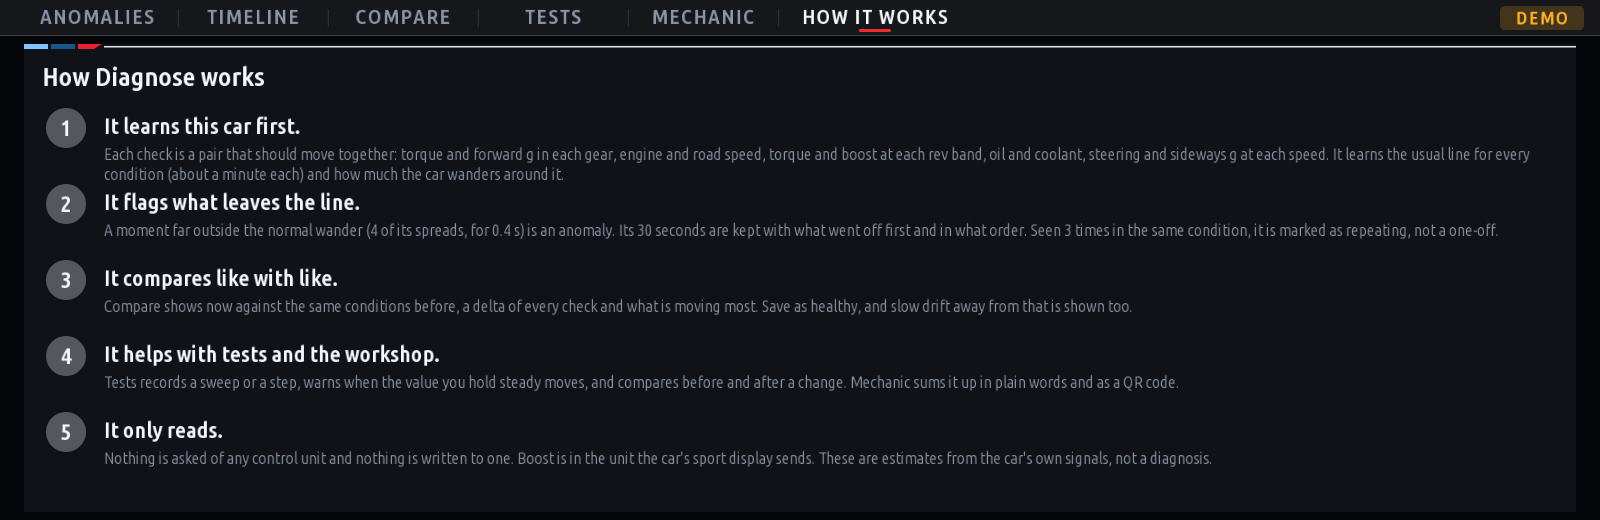 ANOMALIES TIMELINE COMPARE TESTS MECHANIC HOW IT WORKS DEMO
How Diagnose works
1 It learns this car first.
Each check is a pair that should move together: torque and forward g in each gear, engine and road speed, torque and boost at each rev band, oil and coolant, steering and sideways g at each speed. It learns the usual line for every
condition (about a minute each) and how much the car wanders around it.
2 It flags what leaves the line.
A moment far outside the normal wander (4 of its spreads, for 0.4 s) is an anomaly. Its 30 seconds are kept with what went off first and in what order. Seen 3 times in the same condition, it is marked as repeating, not a one-off.
3 It compares like with like.
Compare shows now against the same conditions before, a delta of every check and what is moving most. Save as healthy, and slow drift away from that is shown too.
4 It helps with tests and the workshop.
Tests records a sweep or a step, warns when the value you hold steady moves, and compares before and after a change. Mechanic sums it up in plain words and as a QR code.
5 It only reads.
Nothing is asked of any control unit and nothing is written to one. Boost is in the unit the car's sport display sends. These are estimates from the car's own signals, not a diagnosis.